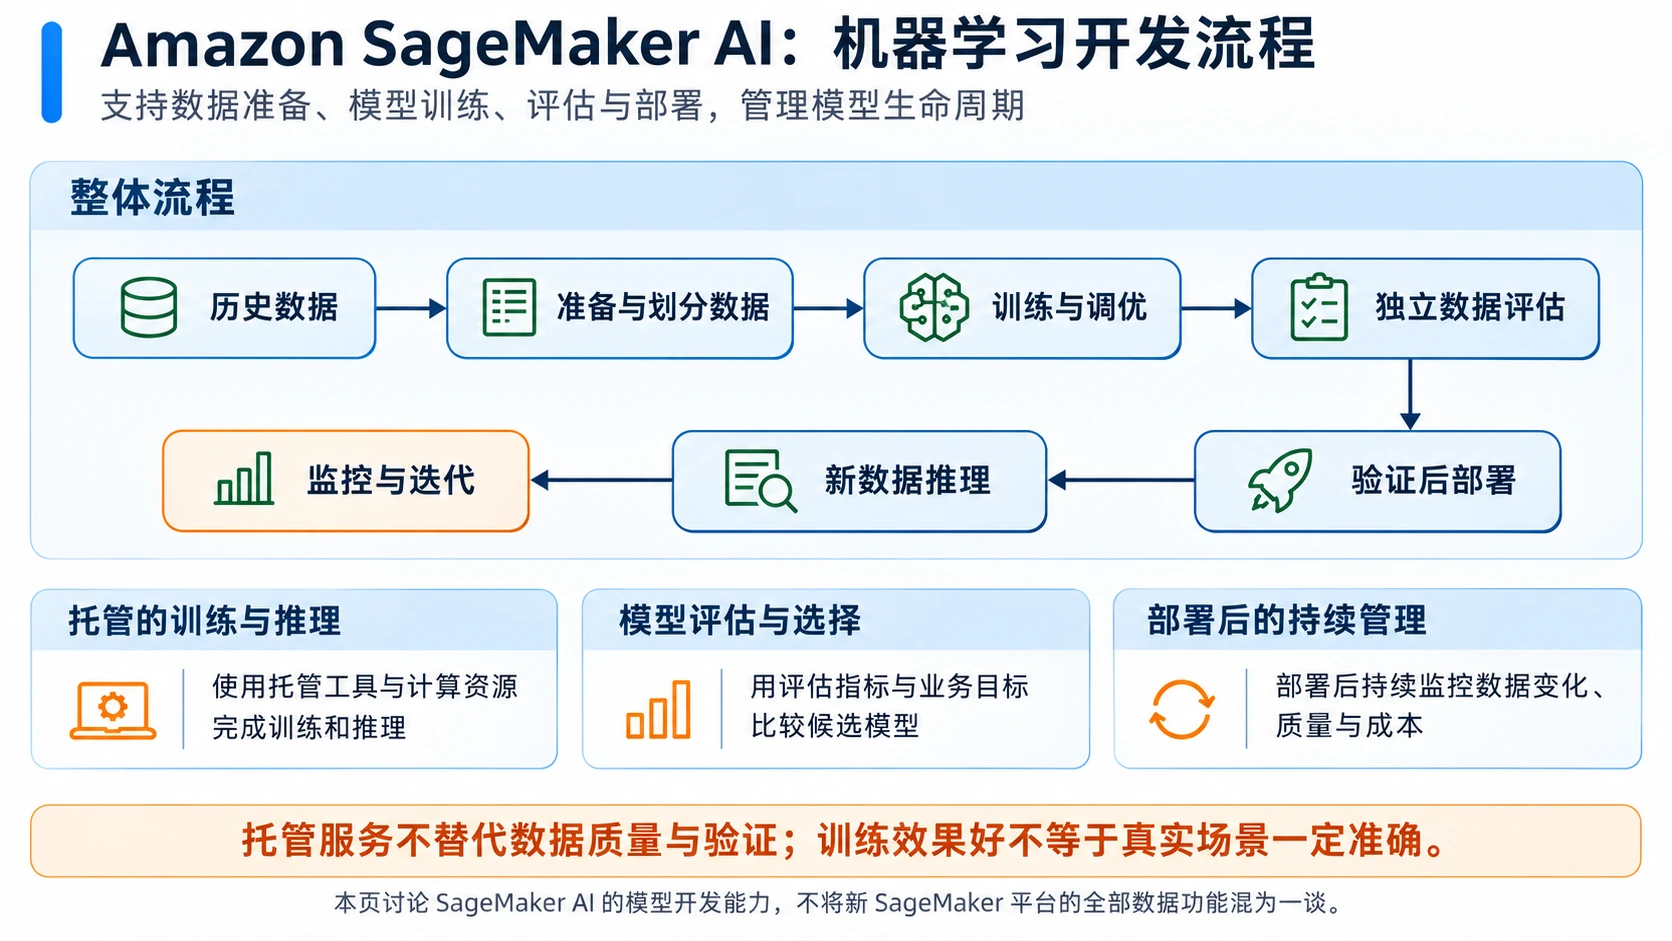 Amazon SageMaker AI：机器学习开发流程
支持数据准备、模型训练、评估与部署，管理模型生命周期
整体流程
历史数据
准备与划分数据
训练与调优
独立数据评估
监控与迭代
新数据推理
验证后部署
托管的训练与推理
使用托管工具与计算资源
完成训练和推理
模型评估与选择
用评估指标与业务目标
比较候选模型
部署后的持续管理
部署后持续监控数据变化、
质量与成本
托管服务不替代数据质量与验证；训练效果好不等于真实场景一定准确。
本页讨论 SageMaker AI 的模型开发能力，不将新 SageMaker 平台的全部数据功能混为一谈。